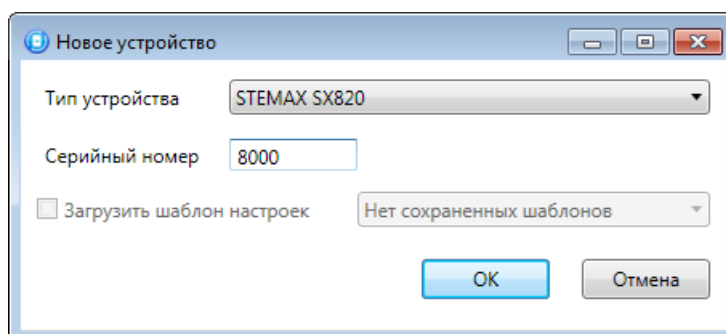 Новое устройство
Тип устройства STEMAX SX820
Серийный номер 8000
Загрузить шаблон настроек Нет сохраненных шаблонов
OK Отмена